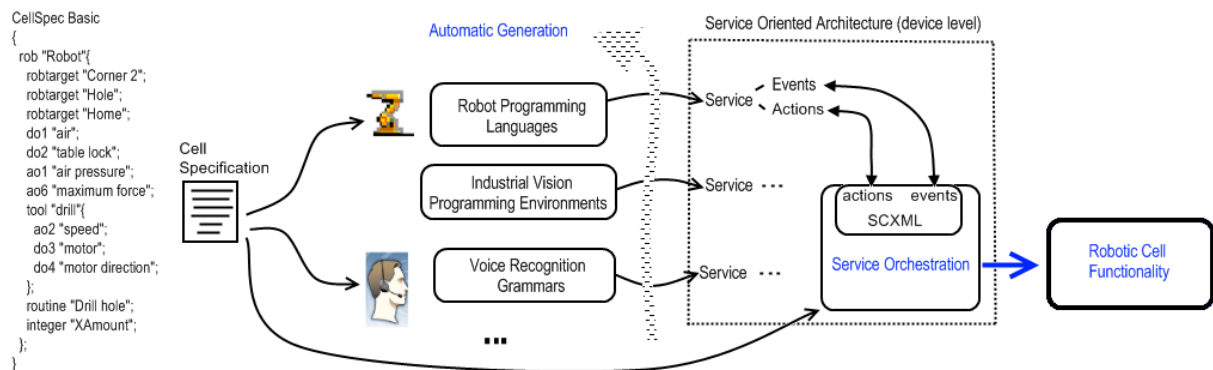 CellSpec Basic
{
rob "Robot"{
robtarget "Corner 2";
robtarget "Hole";
robtarget "Home";
do1 "air";
do2 "table lock";
ao1 "air pressure";
ao6 "maximum force";
tool "drill"{
ao2 "speed";
do3 "motor";
do4 "motor direction";
};
routine "Drill hole";
integer "XAmount";
};
}
Cell
Specification
Automatic Generation
Robot Programming
Languages
Industrial Vision
Programming Environments
Voice Recognition
Grammars
...
Service Oriented Architecture (device level)
Service
Events
Actions
Service ...
Service ...
actions events
SCXML
Service Orchestration
Robotic Cell
Functionality